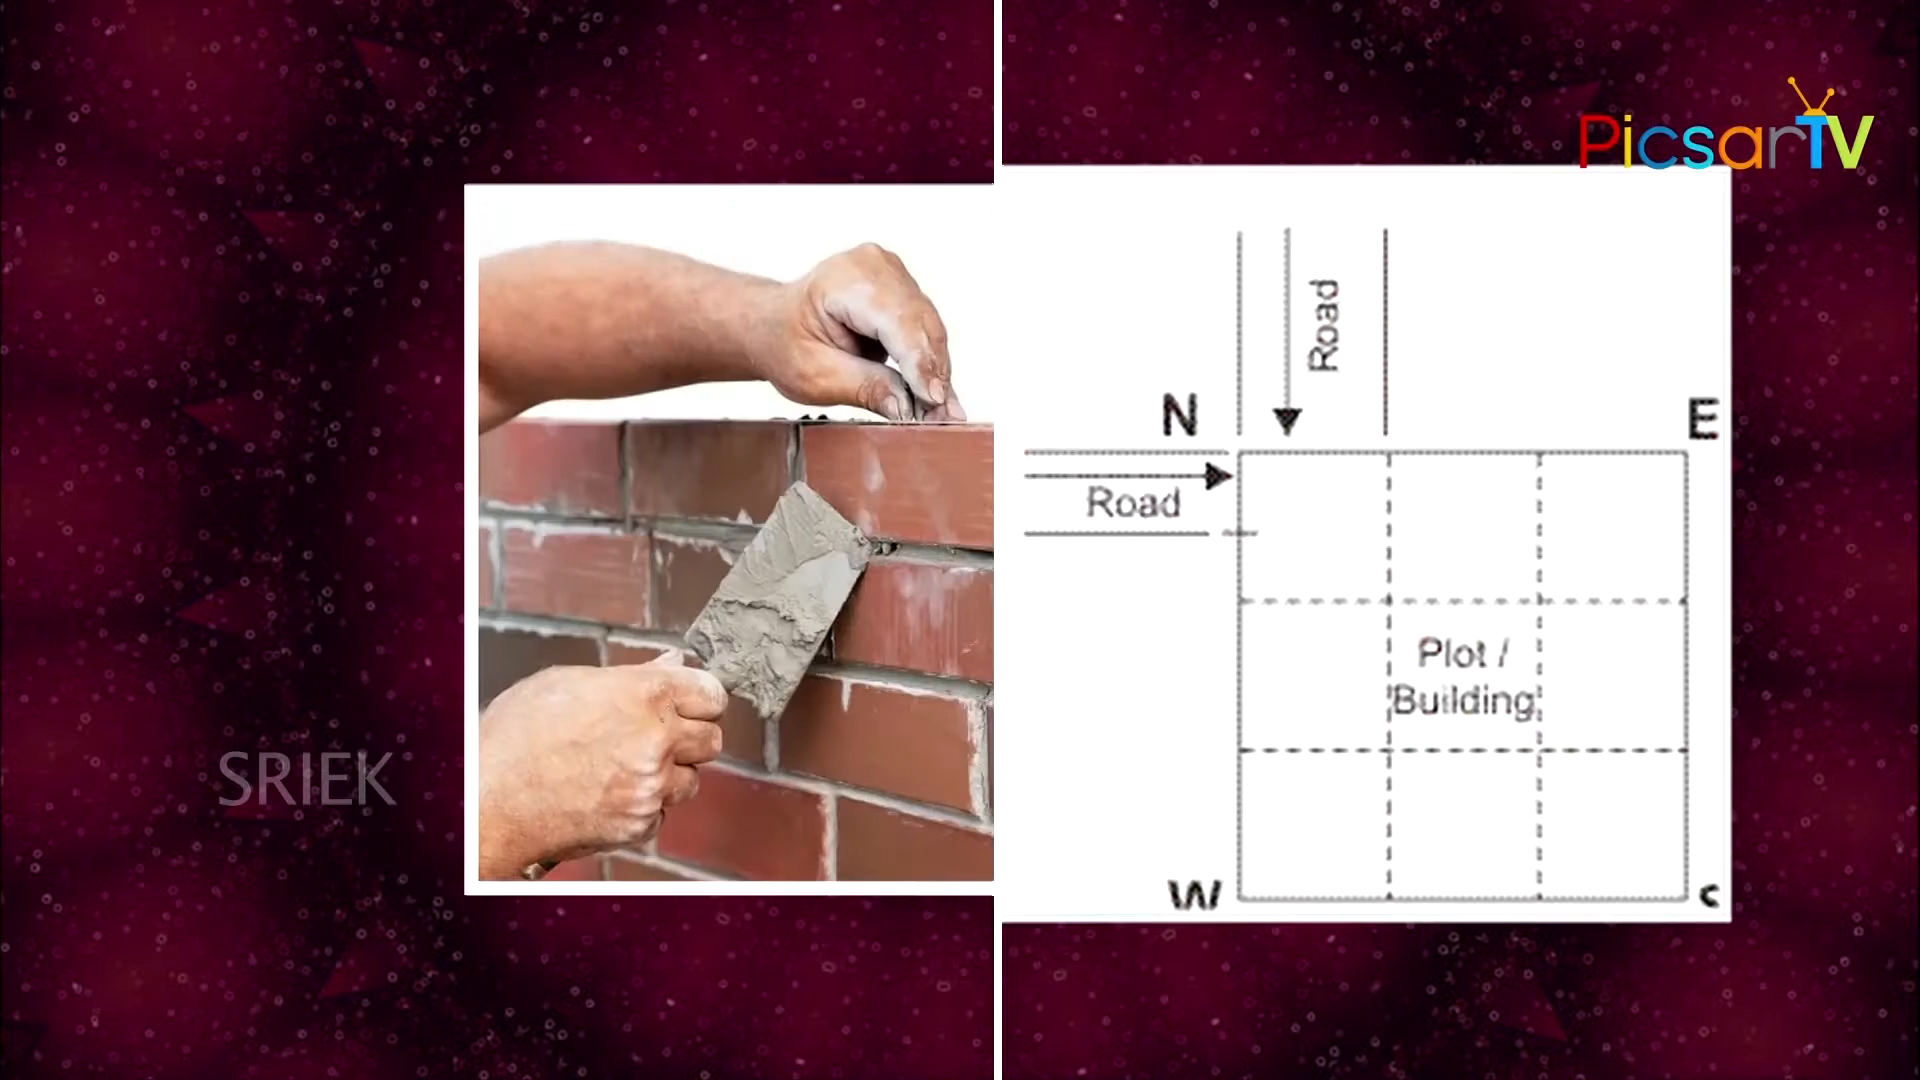 PicsarTV
Road
N
E
Road
Plot /
Building
SRIEK
W